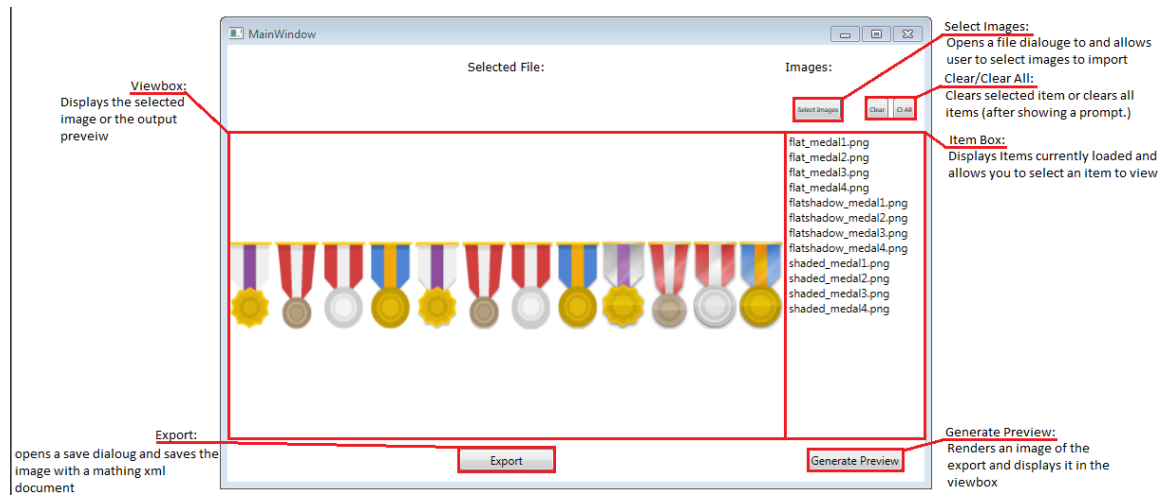 MainWindow
Selected File:
Images:
Select Images
Clear
Cl All
flat_medal1.png
flat_medal2.png
flat_medal3.png
flat_medal4.png
flatshadow_medal1.png
flatshadow_medal2.png
flatshadow_medal3.png
flatshadow_medal4.png
shaded_medal1.png
shaded_medal2.png
shaded_medal3.png
shaded_medal4.png
Export
Generate Preview
Viewbox:
Displays the selected
image or the output
preveiw
Export:
opens a save dialoug and saves the
image with a mathing xml
document
Select Images:
Opens a file dialouge to and allows
user to select images to import
Clear/Clear All:
Clears selected item or clears all
items (after showing a prompt.)
Item Box:
Displays Items currently loaded and
allows you to select an item to view
Generate Preview:
Renders an image of the
export and displays it in the
viewbox